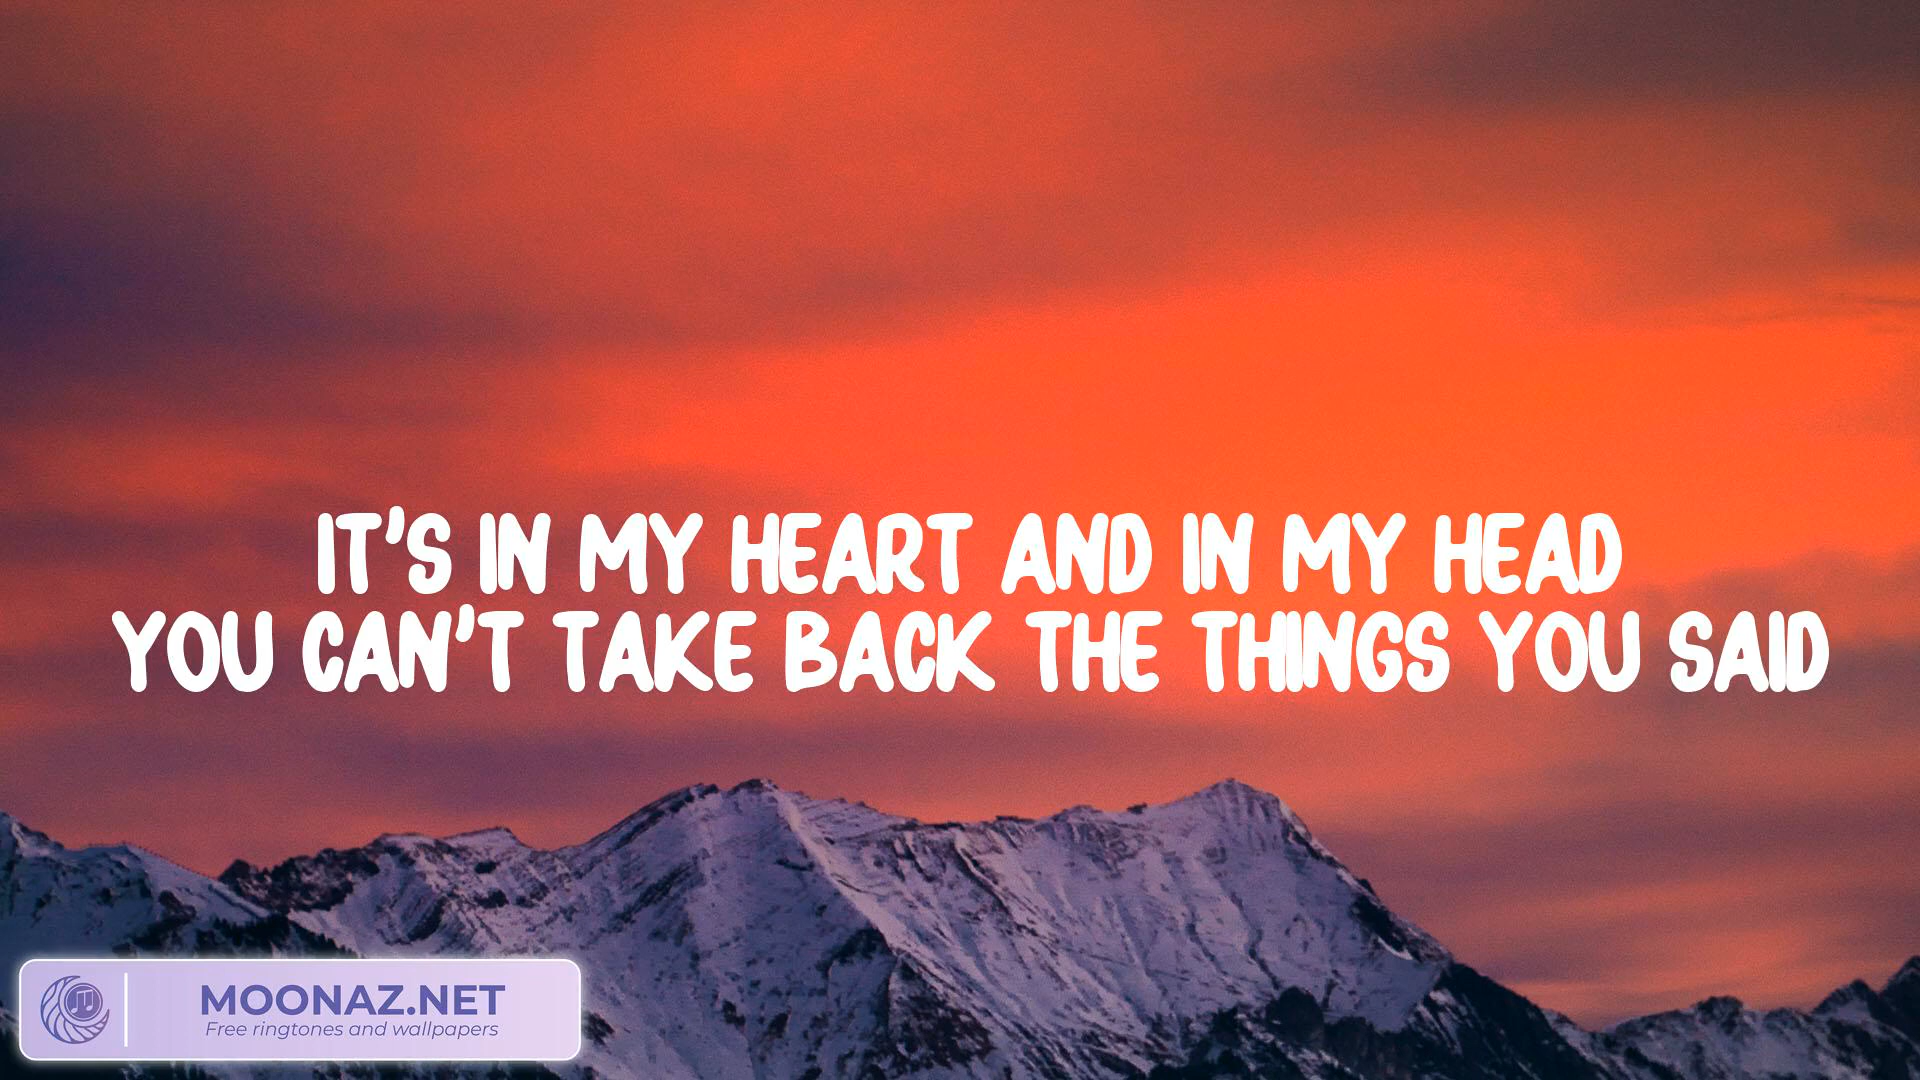 IT'S IN MY HEART AND IN MY HEAD
YOU CAN'T TAKE BACK THE THINGS YOU SAID
MOONAZ.NET
Free ringtones and wallpapers